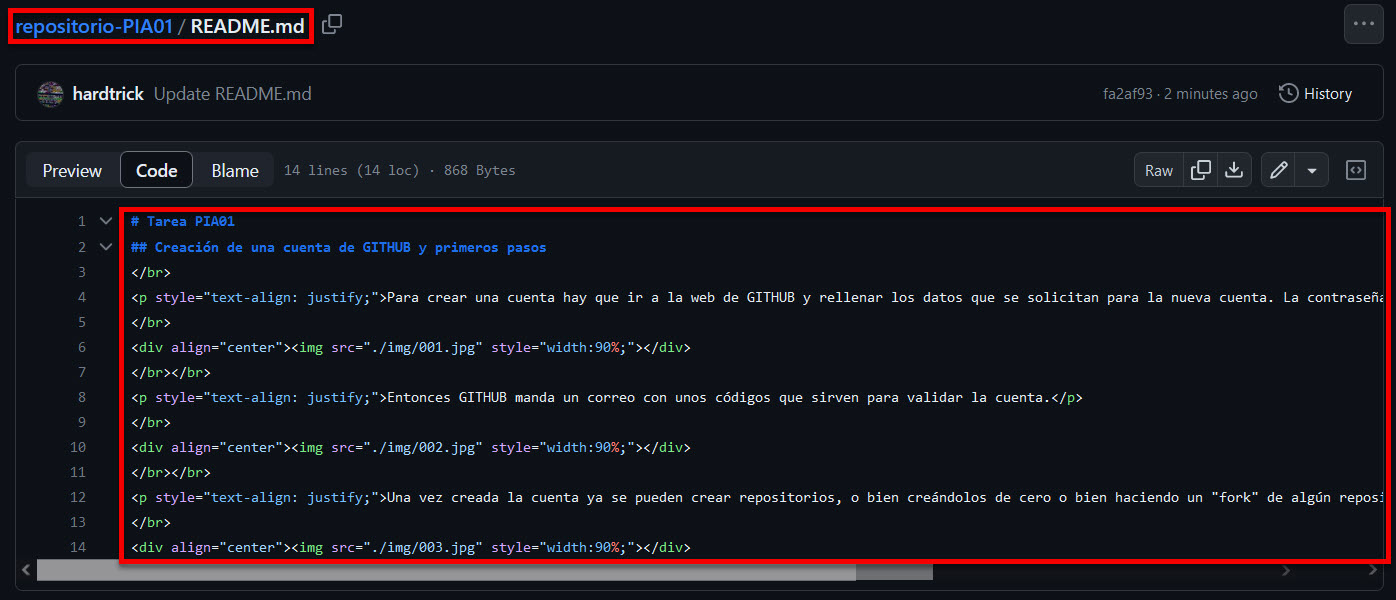 repositorio-PIA01 / README.md
hardtrick Update README.md fa2af93 · 2 minutes ago History
Preview Code Blame 14 lines (14 loc) · 868 Bytes Raw
1 # Tarea PIA01
2 ## Creación de una cuenta de GITHUB y primeros pasos
3 </br>
4 <p style="text-align: justify;">Para crear una cuenta hay que ir a la web de GITHUB y rellenar los datos que se solicitan para la nueva cuenta. La contraseña
5 </br>
6 <div align="center"><img src="./img/001.jpg" style="width:90%;"></div>
7 </br></br>
8 <p style="text-align: justify;">Entonces GITHUB manda un correo con unos códigos que sirven para validar la cuenta.</p>
9 </br>
10 <div align="center"><img src="./img/002.jpg" style="width:90%;"></div>
11 </br></br>
12 <p style="text-align: justify;">Una vez creada la cuenta ya se pueden crear repositorios, o bien creándolos de cero o bien haciendo un "fork" de algún reposi
13 </br>
14 <div align="center"><img src="./img/003.jpg" style="width:90%;"></div>